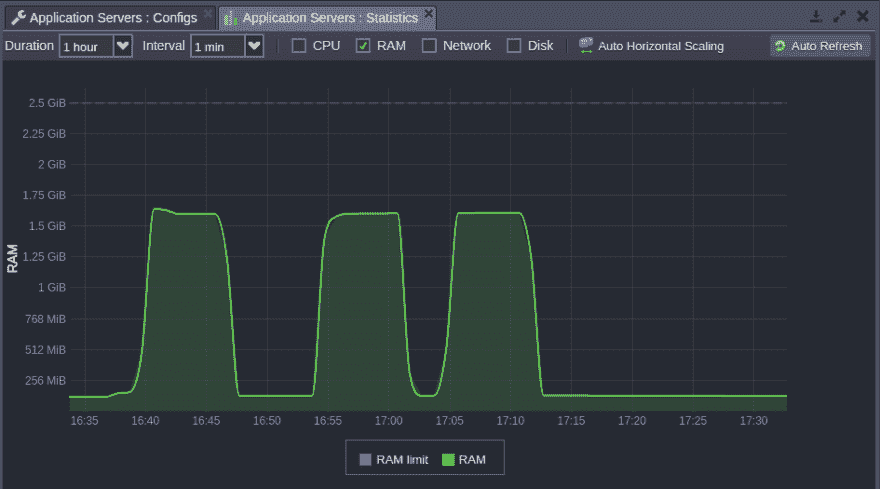 Application Servers : Configs Application Servers : Statistics
Duration 1 hour Interval 1 min CPU RAM Network Disk Auto Horizontal Scaling Auto Refresh
2.5 GiB
2.25 GiB
2 GiB
1.75 GiB
1.5 GiB
1.25 GiB
1 GiB
768 MiB
512 MiB
256 MiB
RAM
16:35 16:40 16:45 16:50 16:55 17:00 17:05 17:10 17:15 17:20 17:25 17:30
RAM limit RAM